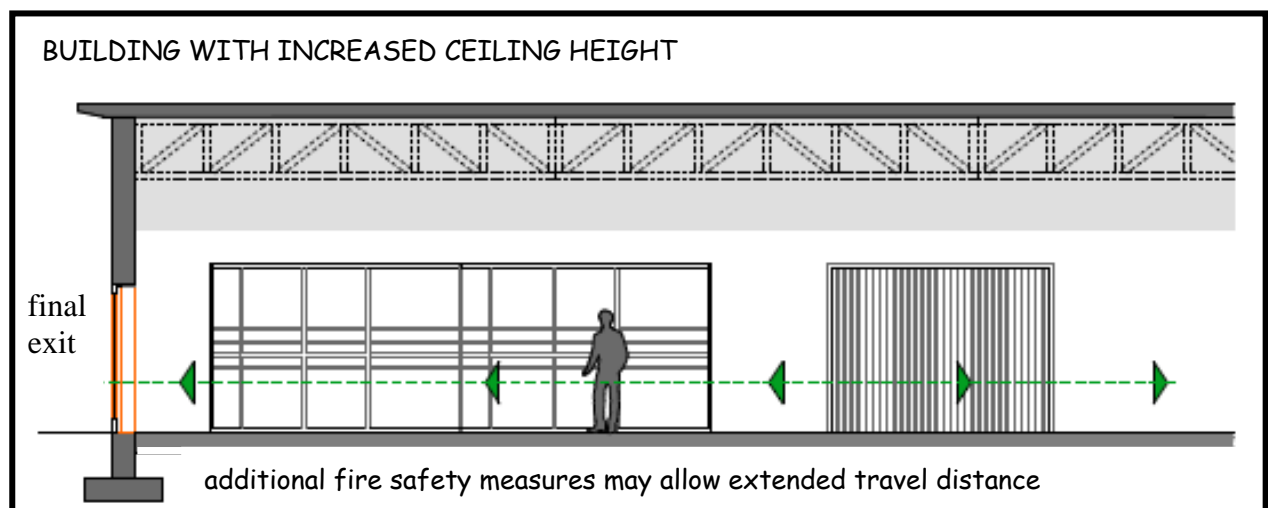 BUILDING WITH INCREASED CEILING HEIGHT
final
exit
additional fire safety measures may allow extended travel distance